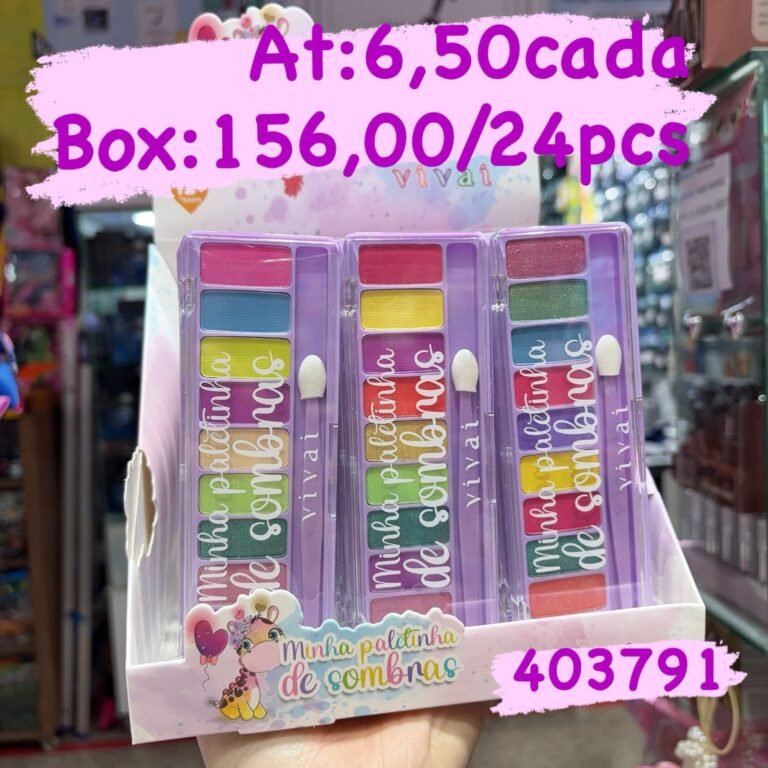 At:6,50cada
Box:156,00/24pcs
vivai
Minha paletinha
de sombras
vivai
Minha paletinha
de sombras
vivai
Minha paletinha
de sombras
vivai
Minha paletinha
de sombras
403791